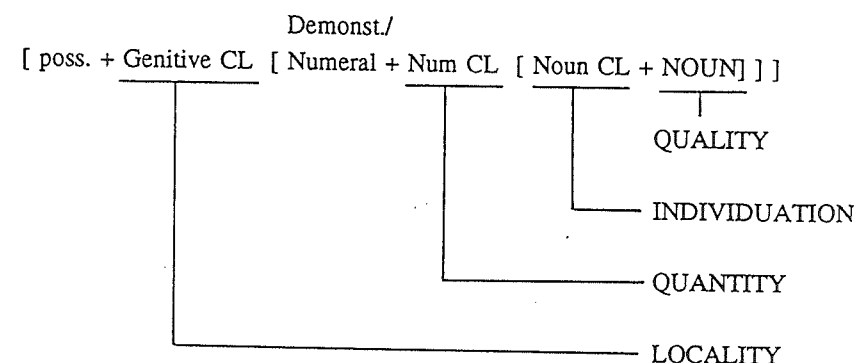 Demonst./
[ poss. + Genitive CL [ Numeral + Num CL [ Noun CL + NOUN] ] ]
QUALITY
INDIVIDUATION
QUANTITY
LOCALITY